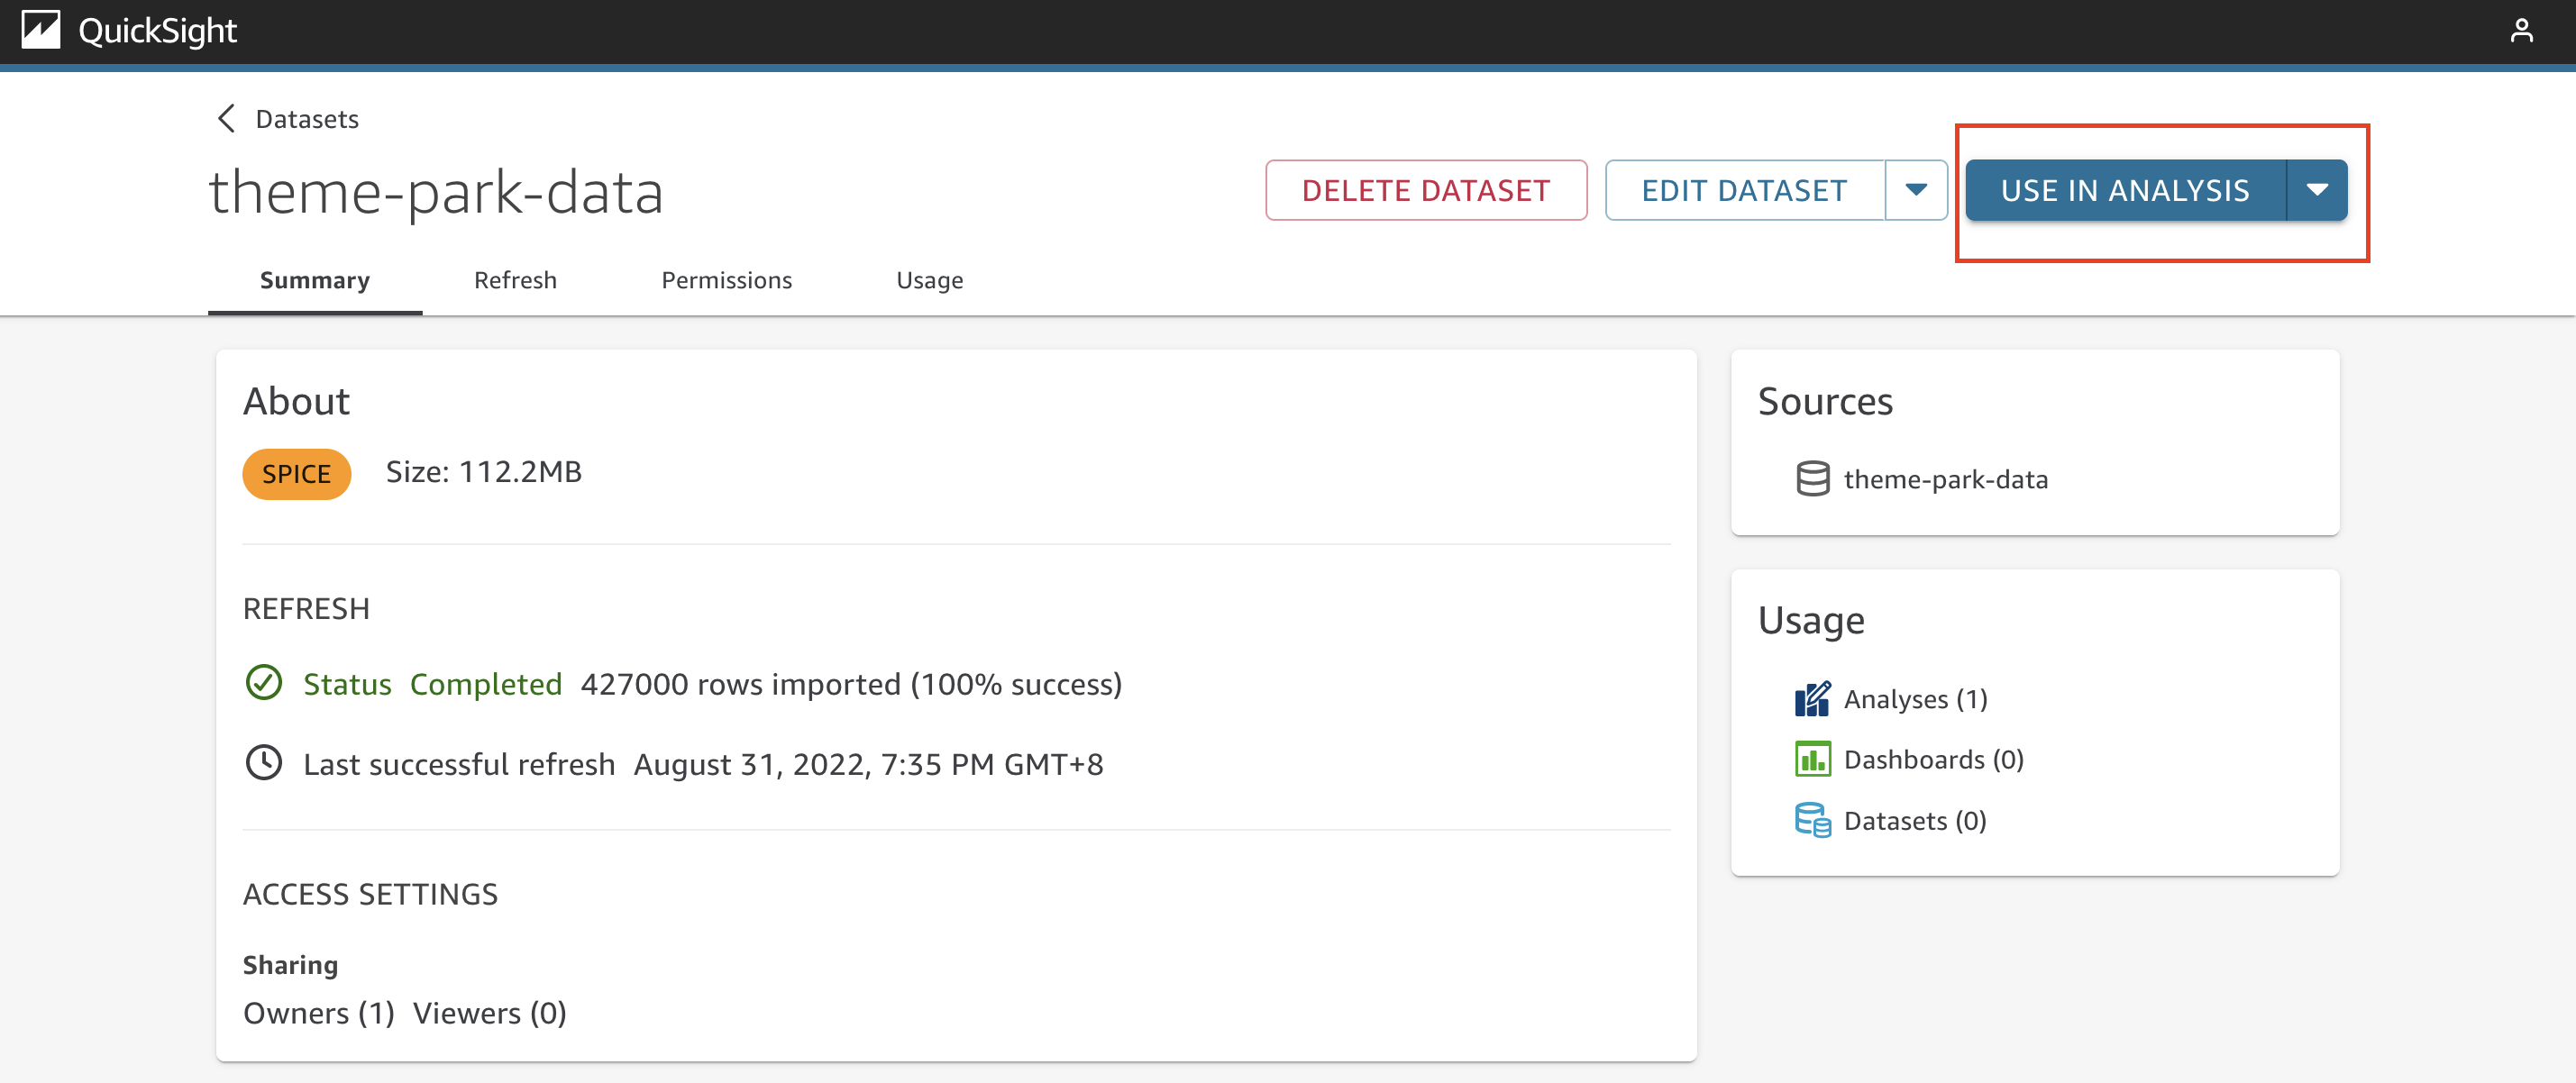 QuickSight
Datasets
theme-park-data
DELETE DATASET
EDIT DATASET
USE IN ANALYSIS
Summary
Refresh
Permissions
Usage
About
SPICE Size: 112.2MB
REFRESH
Status Completed 427000 rows imported (100% success)
Last successful refresh August 31, 2022, 7:35 PM GMT+8
ACCESS SETTINGS
Sharing
Owners (1) Viewers (0)
Sources
theme-park-data
Usage
Analyses (1)
Dashboards (0)
Datasets (0)